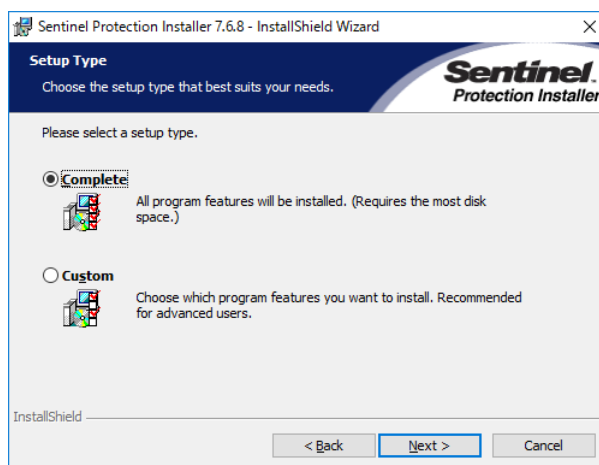 Sentinel Protection Installer 7.6.8 - InstallShield Wizard
Setup Type
Choose the setup type that best suits your needs.
Sentinel.
Protection Installer
Please select a setup type.
Complete
All program features will be installed. (Requires the most disk
space.)
Custom
Choose which program features you want to install. Recommended
for advanced users.
InstallShield
< Back
Next >
Cancel